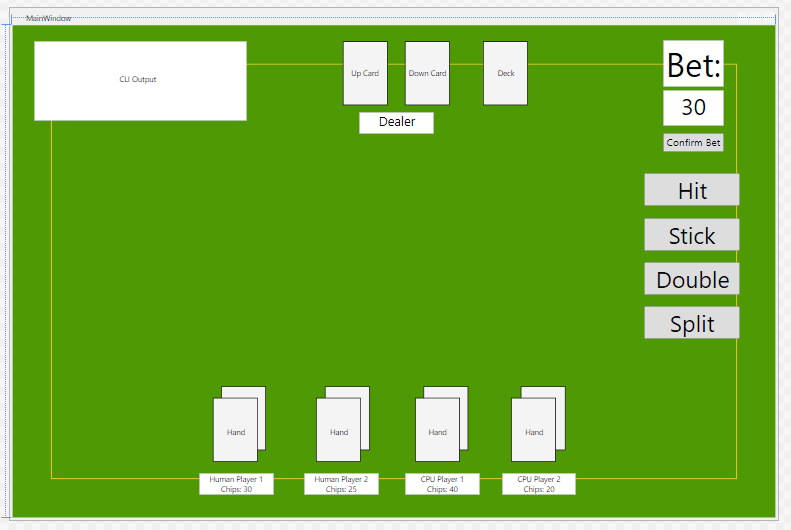 MainWindow
CLI Output
Up Card
Down Card
Deck
Dealer
Bet:
30
Confirm Bet
Hit
Stick
Double
Split
Hand
Hand
Hand
Hand
Human Player 1
Chips: 30
Human Player 2
Chips: 25
CPU Player 1
Chips: 40
CPU Player 2
Chips: 20